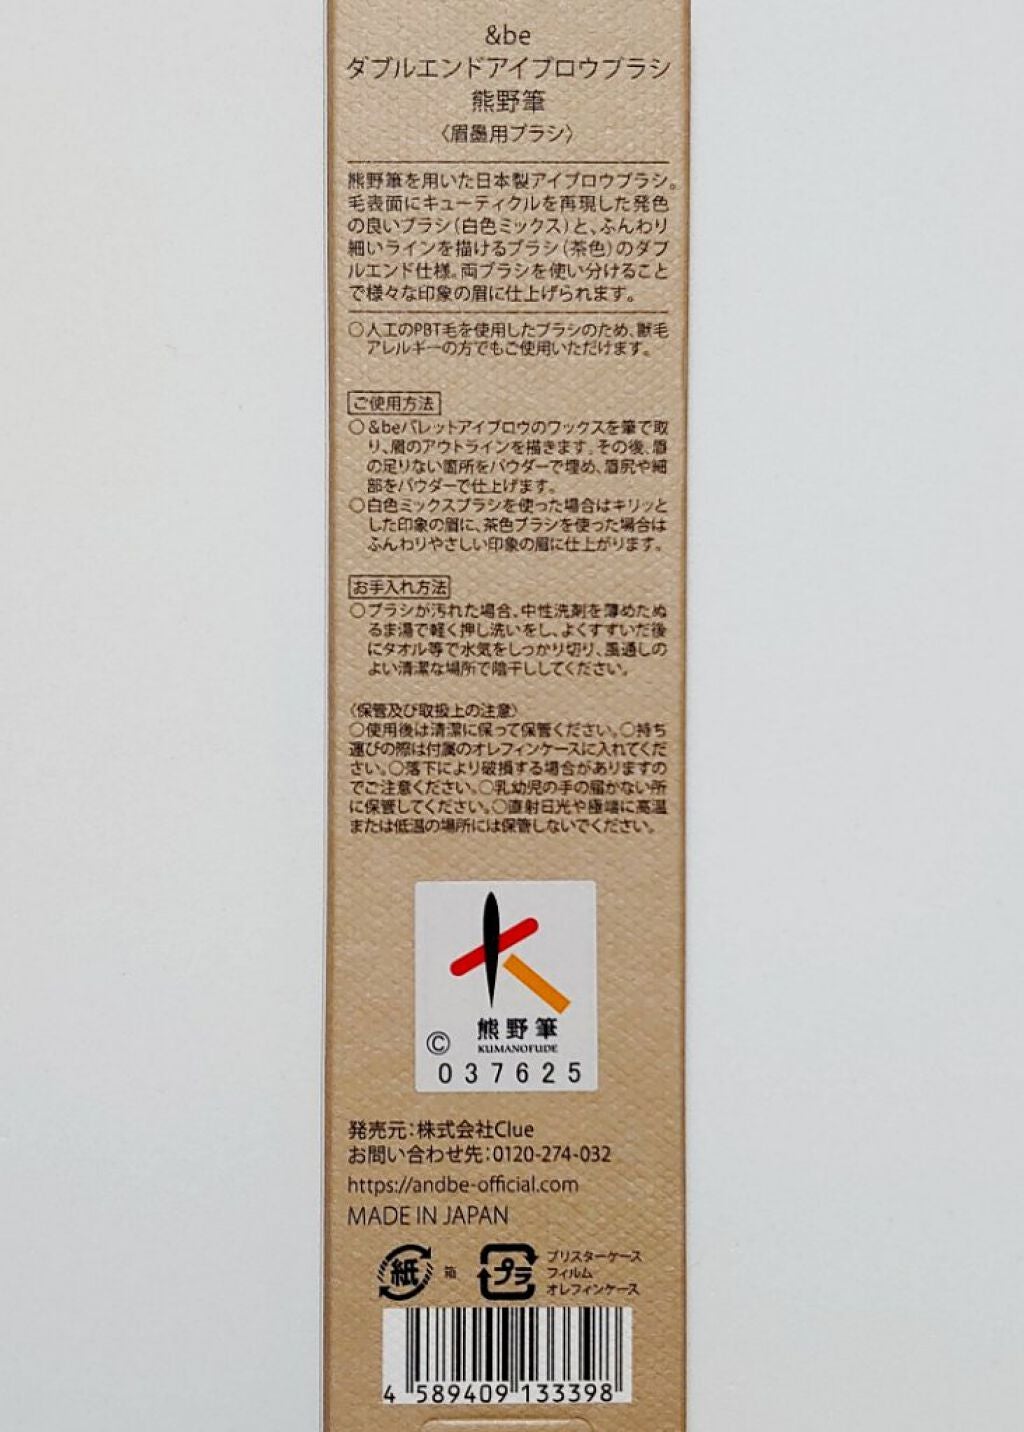 &be
ダブルエンドアイブロウブラシ
熊野筆
〈眉墨用ブラシ〉
熊野筆を用いた日本製アイブロウブラシ。
毛表面にキューティクルを再現した発色
の良いブラシ(白色ミックス)と、ふんわり
細いラインを描けるブラシ(茶色)のダブ
ルエンド仕様。両ブラシを使い分けること
で様々な印象の眉に仕上げられます。
○人工のPBT毛を使用したブラシのため、獣毛
アレルギーの方でもご使用いただけます。
ご使用方法
○&beパレットアイブロウのワックスを筆で取
り、眉のアウトラインを描きます。その後、眉
の足りない箇所をパウダーで埋め、眉尻や細
部をパウダーで仕上げます。
○白色ミックスブラシを使った場合はキリッと
した印象の眉に、茶色ブラシを使った場合は
ふんわりやさしい印象の眉に仕上がります。
お手入れ方法
○ブラシが汚れた場合、中性洗剤を薄めたぬ
るま湯で軽く押し洗いをし、よくすすいだ後
にタオル等で水気をしっかり切り、風通しの
よい清潔な場所で陰干ししてください。
〈保管及び取扱上の注意〉
○使用後は清潔に保って保管ください。○持ち
運びの際は付属のオレフィンケースに入れてくだ
さい。○落下により破損する場合がありますの
でご注意ください。○乳幼児の手の届かない所
に保管してください。○直射日光や極端に高温
または低温の場所には保管しないでください。
熊野筆
© KUMANOFUDE
037625
発売元:株式会社Clue
お問い合わせ先:0120-274-032
https://andbe-official.com
MADE IN JAPAN
紙 箱 プラ ブリスターケース
フィルム
オレフィンケース
4 589409 133398